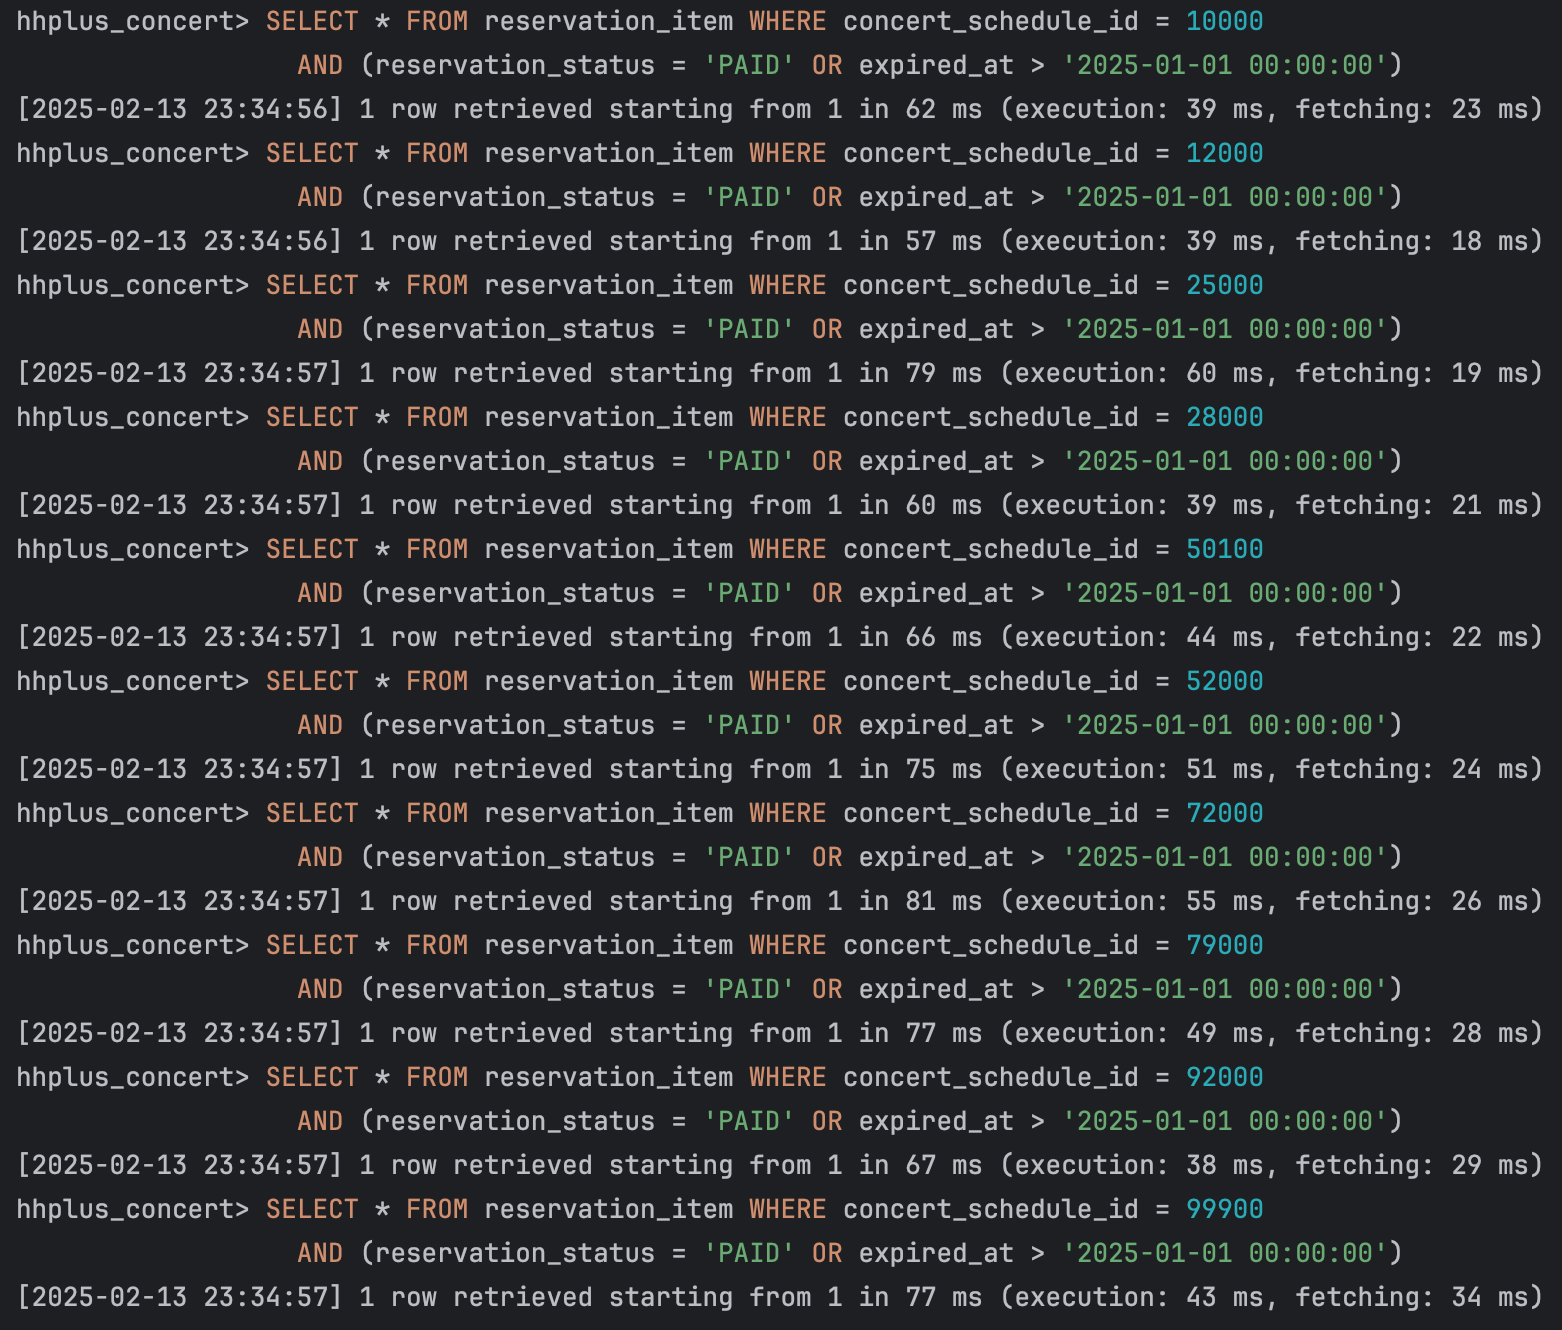 hhplus_concert> SELECT * FROM reservation_item WHERE concert_schedule_id = 10000
AND (reservation_status = 'PAID' OR expired_at > '2025-01-01 00:00:00')
[2025-02-13 23:34:56] 1 row retrieved starting from 1 in 62 ms (execution: 39 ms, fetching: 23 ms)
hhplus_concert> SELECT * FROM reservation_item WHERE concert_schedule_id = 12000
AND (reservation_status = 'PAID' OR expired_at > '2025-01-01 00:00:00')
[2025-02-13 23:34:56] 1 row retrieved starting from 1 in 57 ms (execution: 39 ms, fetching: 18 ms)
hhplus_concert> SELECT * FROM reservation_item WHERE concert_schedule_id = 25000
AND (reservation_status = 'PAID' OR expired_at > '2025-01-01 00:00:00')
[2025-02-13 23:34:57] 1 row retrieved starting from 1 in 79 ms (execution: 60 ms, fetching: 19 ms)
hhplus_concert> SELECT * FROM reservation_item WHERE concert_schedule_id = 28000
AND (reservation_status = 'PAID' OR expired_at > '2025-01-01 00:00:00')
[2025-02-13 23:34:57] 1 row retrieved starting from 1 in 60 ms (execution: 39 ms, fetching: 21 ms)
hhplus_concert> SELECT * FROM reservation_item WHERE concert_schedule_id = 50100
AND (reservation_status = 'PAID' OR expired_at > '2025-01-01 00:00:00')
[2025-02-13 23:34:57] 1 row retrieved starting from 1 in 66 ms (execution: 44 ms, fetching: 22 ms)
hhplus_concert> SELECT * FROM reservation_item WHERE concert_schedule_id = 52000
AND (reservation_status = 'PAID' OR expired_at > '2025-01-01 00:00:00')
[2025-02-13 23:34:57] 1 row retrieved starting from 1 in 75 ms (execution: 51 ms, fetching: 24 ms)
hhplus_concert> SELECT * FROM reservation_item WHERE concert_schedule_id = 72000
AND (reservation_status = 'PAID' OR expired_at > '2025-01-01 00:00:00')
[2025-02-13 23:34:57] 1 row retrieved starting from 1 in 81 ms (execution: 55 ms, fetching: 26 ms)
hhplus_concert> SELECT * FROM reservation_item WHERE concert_schedule_id = 79000
AND (reservation_status = 'PAID' OR expired_at > '2025-01-01 00:00:00')
[2025-02-13 23:34:57] 1 row retrieved starting from 1 in 77 ms (execution: 49 ms, fetching: 28 ms)
hhplus_concert> SELECT * FROM reservation_item WHERE concert_schedule_id = 92000
AND (reservation_status = 'PAID' OR expired_at > '2025-01-01 00:00:00')
[2025-02-13 23:34:57] 1 row retrieved starting from 1 in 67 ms (execution: 38 ms, fetching: 29 ms)
hhplus_concert> SELECT * FROM reservation_item WHERE concert_schedule_id = 99900
AND (reservation_status = 'PAID' OR expired_at > '2025-01-01 00:00:00')
[2025-02-13 23:34:57] 1 row retrieved starting from 1 in 77 ms (execution: 43 ms, fetching: 34 ms)